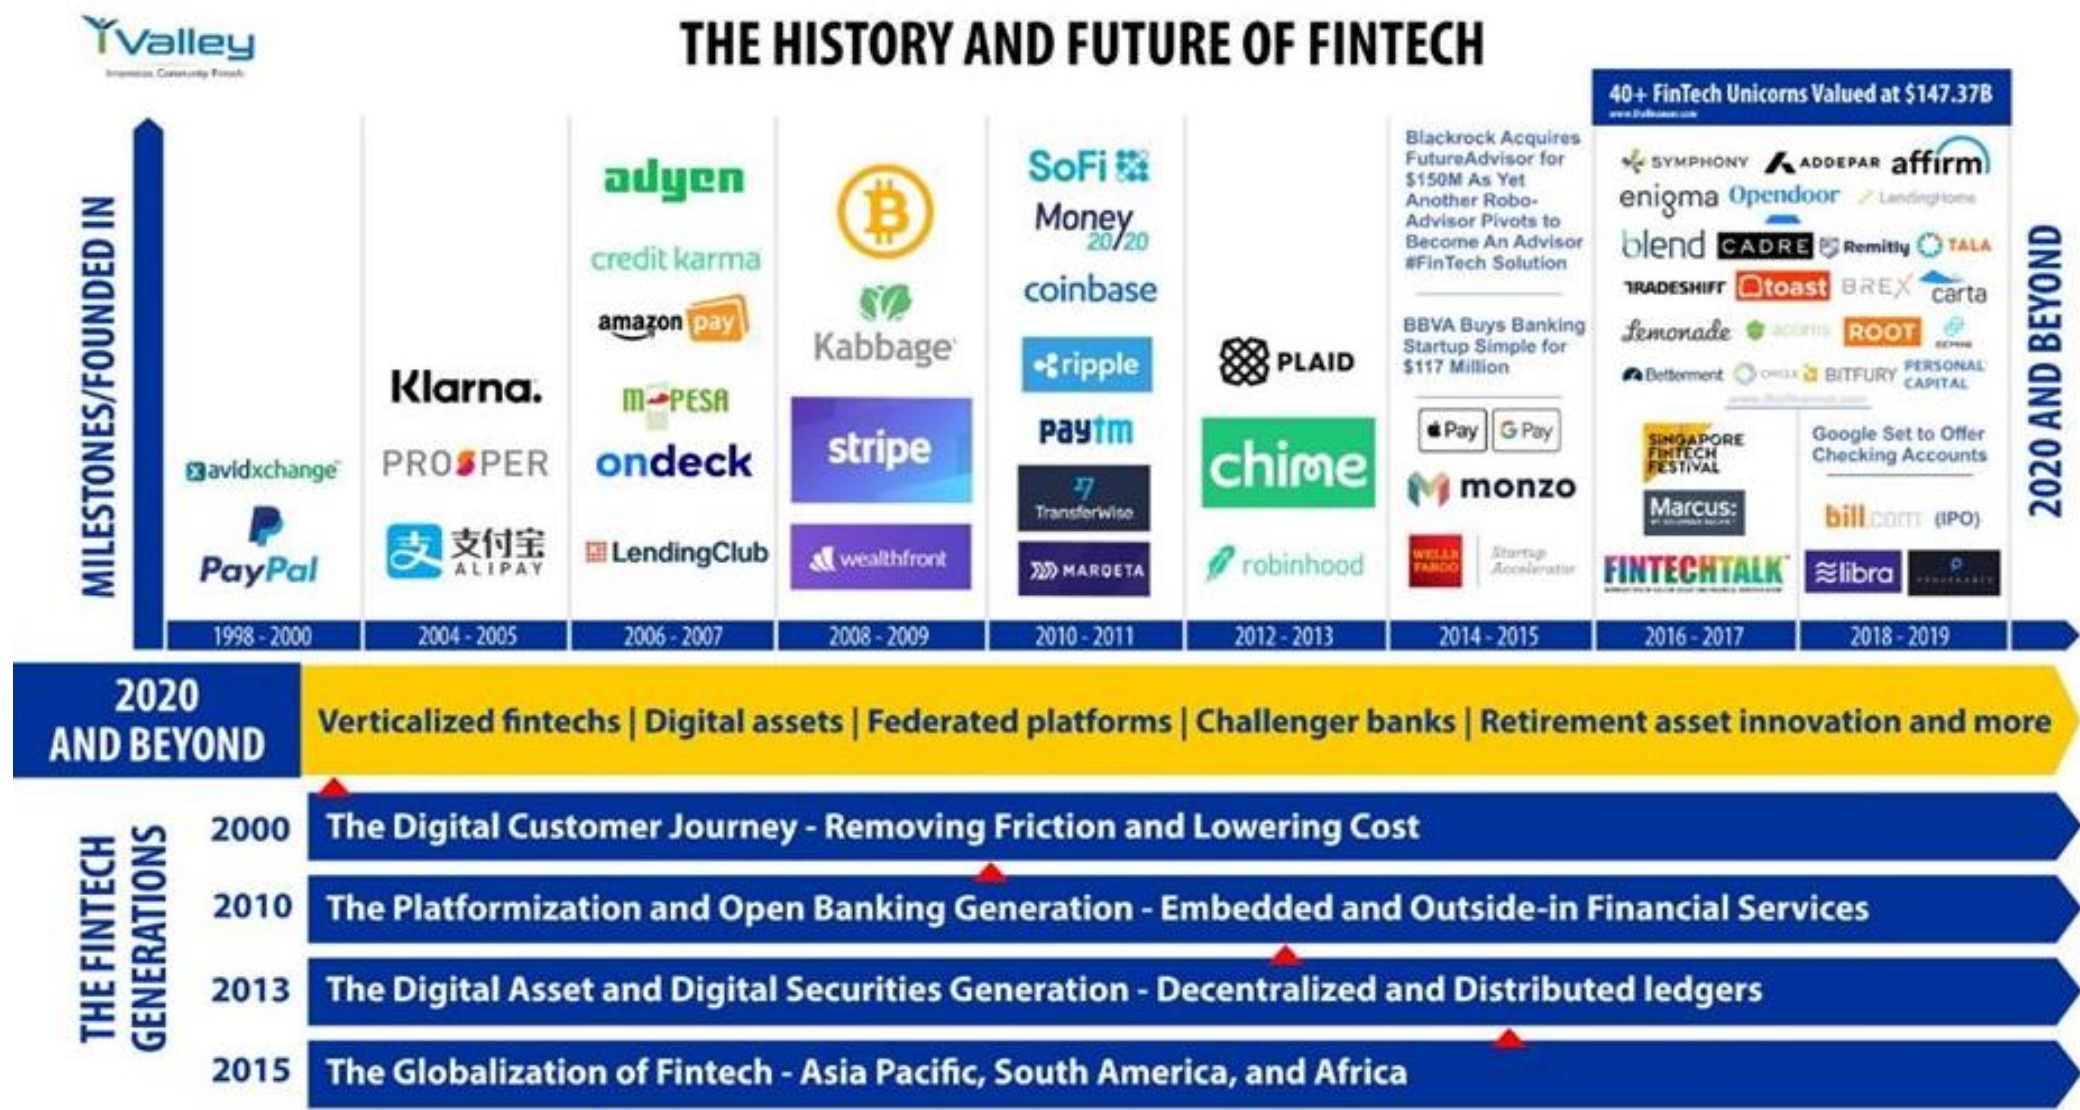 Valley
THE HISTORY AND FUTURE OF FINTECH
40+ FinTech Unicorns Valued at $147.37B
MILESTONES/FOUNDED IN
avidxchange
PayPal
1998 - 2000
Klarna.
PROSPER
支付宝
ALIPAY
2004 - 2005
adyen
credit karma
amazon pay
M-PESA
ondeck
LendingClub
2006 - 2007
Kabbage
stripe
wealthfront
2008 - 2009
SoFi
Money
20/20
coinbase
ripple
paytm
TransferWise
MARQETA
2010 - 2011
PLAID
chime
robinhood
2012 - 2013
Blackrock Acquires
FutureAdvisor for
$150M As Yet
Another Robo-
Advisor Pivots to
Become An Advisor
#FinTech Solution
BBVA Buys Banking
Startup Simple for
$117 Million
Pay G Pay
monzo
WELLS
FARGO
Startup
Accelerator
2014 - 2015
SYMPHONY ADDEPAR affirm
enigma Opendoor LendingHome
blend CADRE Remitly TALA
TRADESHIFT toast BREX carta
Lemonade acorns ROOT
Betterment CIRCLE BITFURY PERSONAL
CAPITAL
SINGAPORE
FINTECH
FESTIVAL
Marcus:
FINTECHTALK
2016 - 2017
Google Set to Offer
Checking Accounts
bill.com (IPO)
libra
2018 - 2019
2020 AND BEYOND
2020
AND BEYOND
Verticalized fintechs | Digital assets | Federated platforms | Challenger banks | Retirement asset innovation and more
THE FINTECH
GENERATIONS
2000 The Digital Customer Journey - Removing Friction and Lowering Cost
2010 The Platformization and Open Banking Generation - Embedded and Outside-in Financial Services
2013 The Digital Asset and Digital Securities Generation - Decentralized and Distributed ledgers
2015 The Globalization of Fintech - Asia Pacific, South America, and Africa